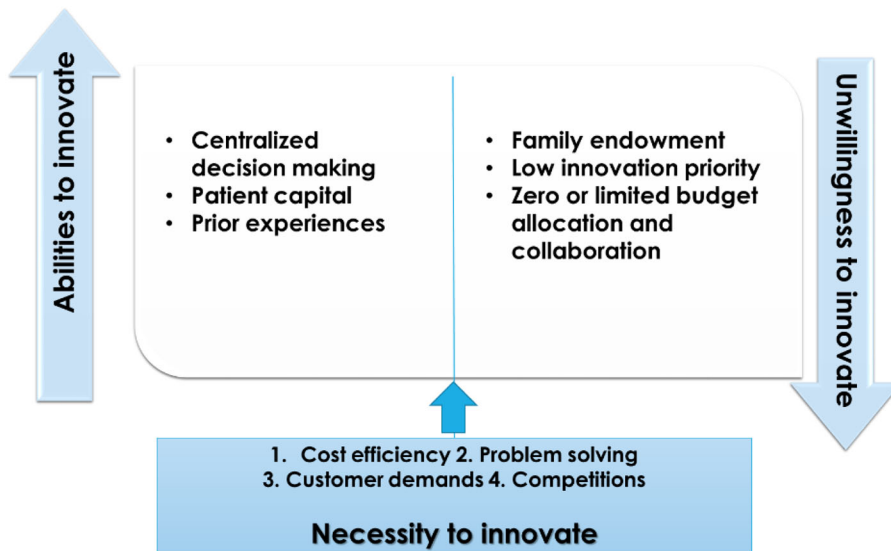 Abilities to innovate
• Centralized
decision making
• Patient capital
• Prior experiences
• Family endowment
• Low innovation priority
• Zero or limited budget
allocation and
collaboration
Unwillingness to innovate
1. Cost efficiency 2. Problem solving
3. Customer demands 4. Competitions
Necessity to innovate